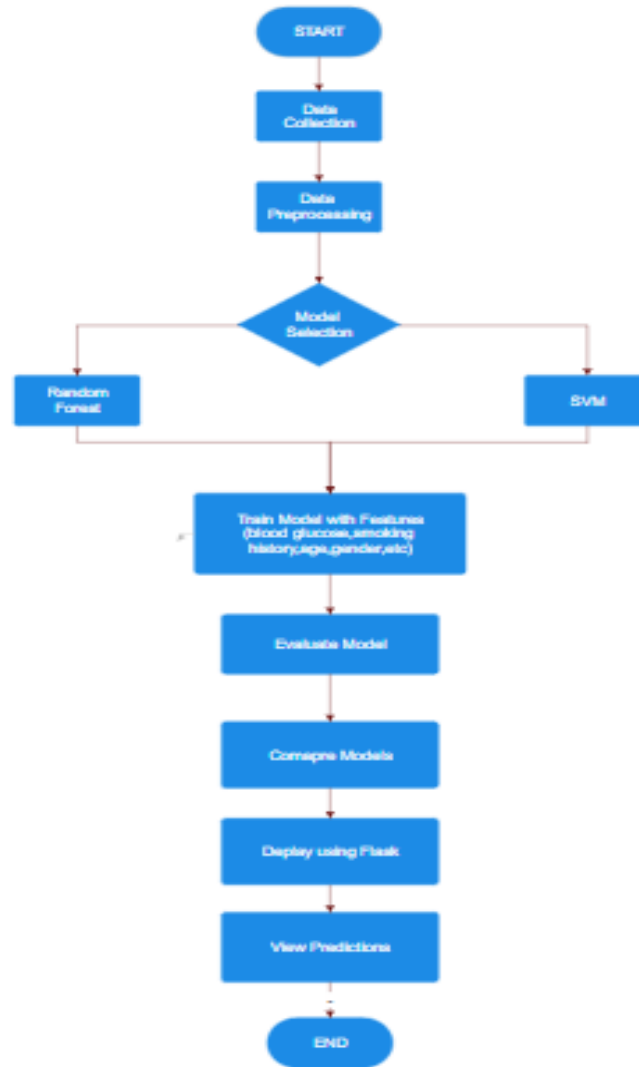 START
Data
Collection
Data
Preprocessing
Model
Selection
Random
Forest
SVM
Train Model with Features
(blood glucose,smoking
history,age,gender,etc)
Evaluate Model
Comapre Models
Deploy using Flask
View Predictions
END